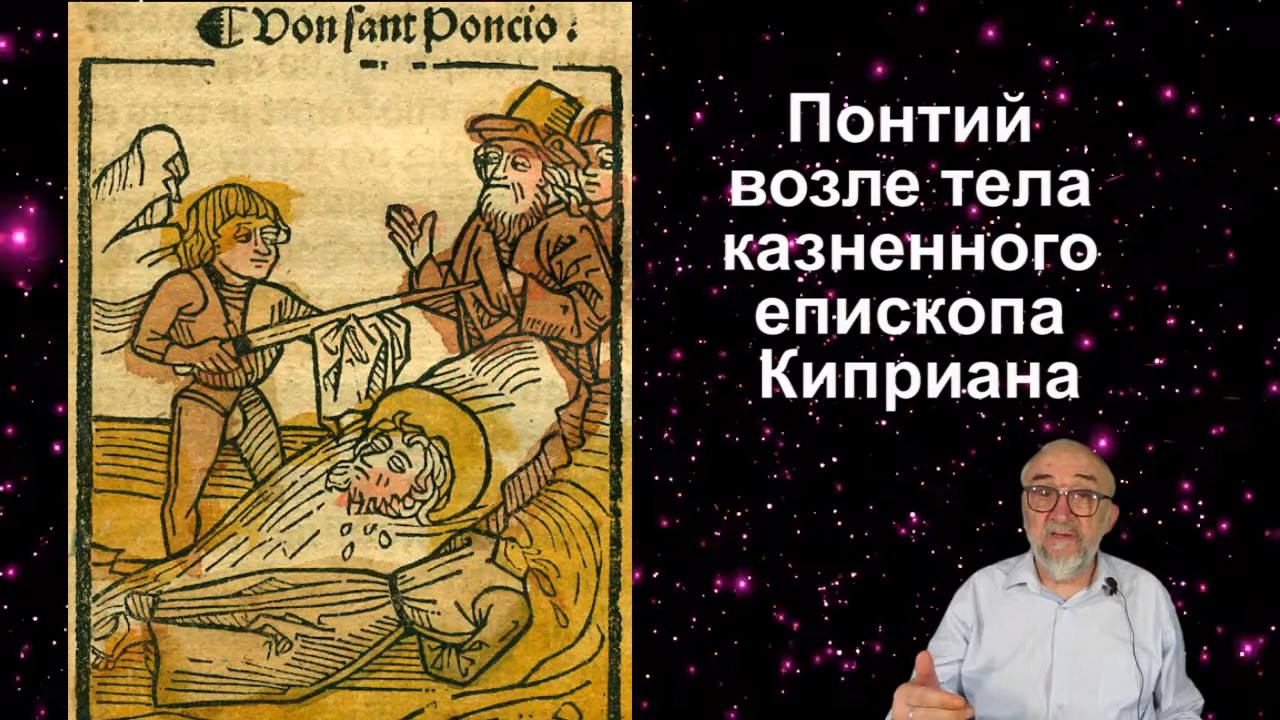 Von sant Poncio:
Понтий
возле тела
казненного
епископа
Киприана